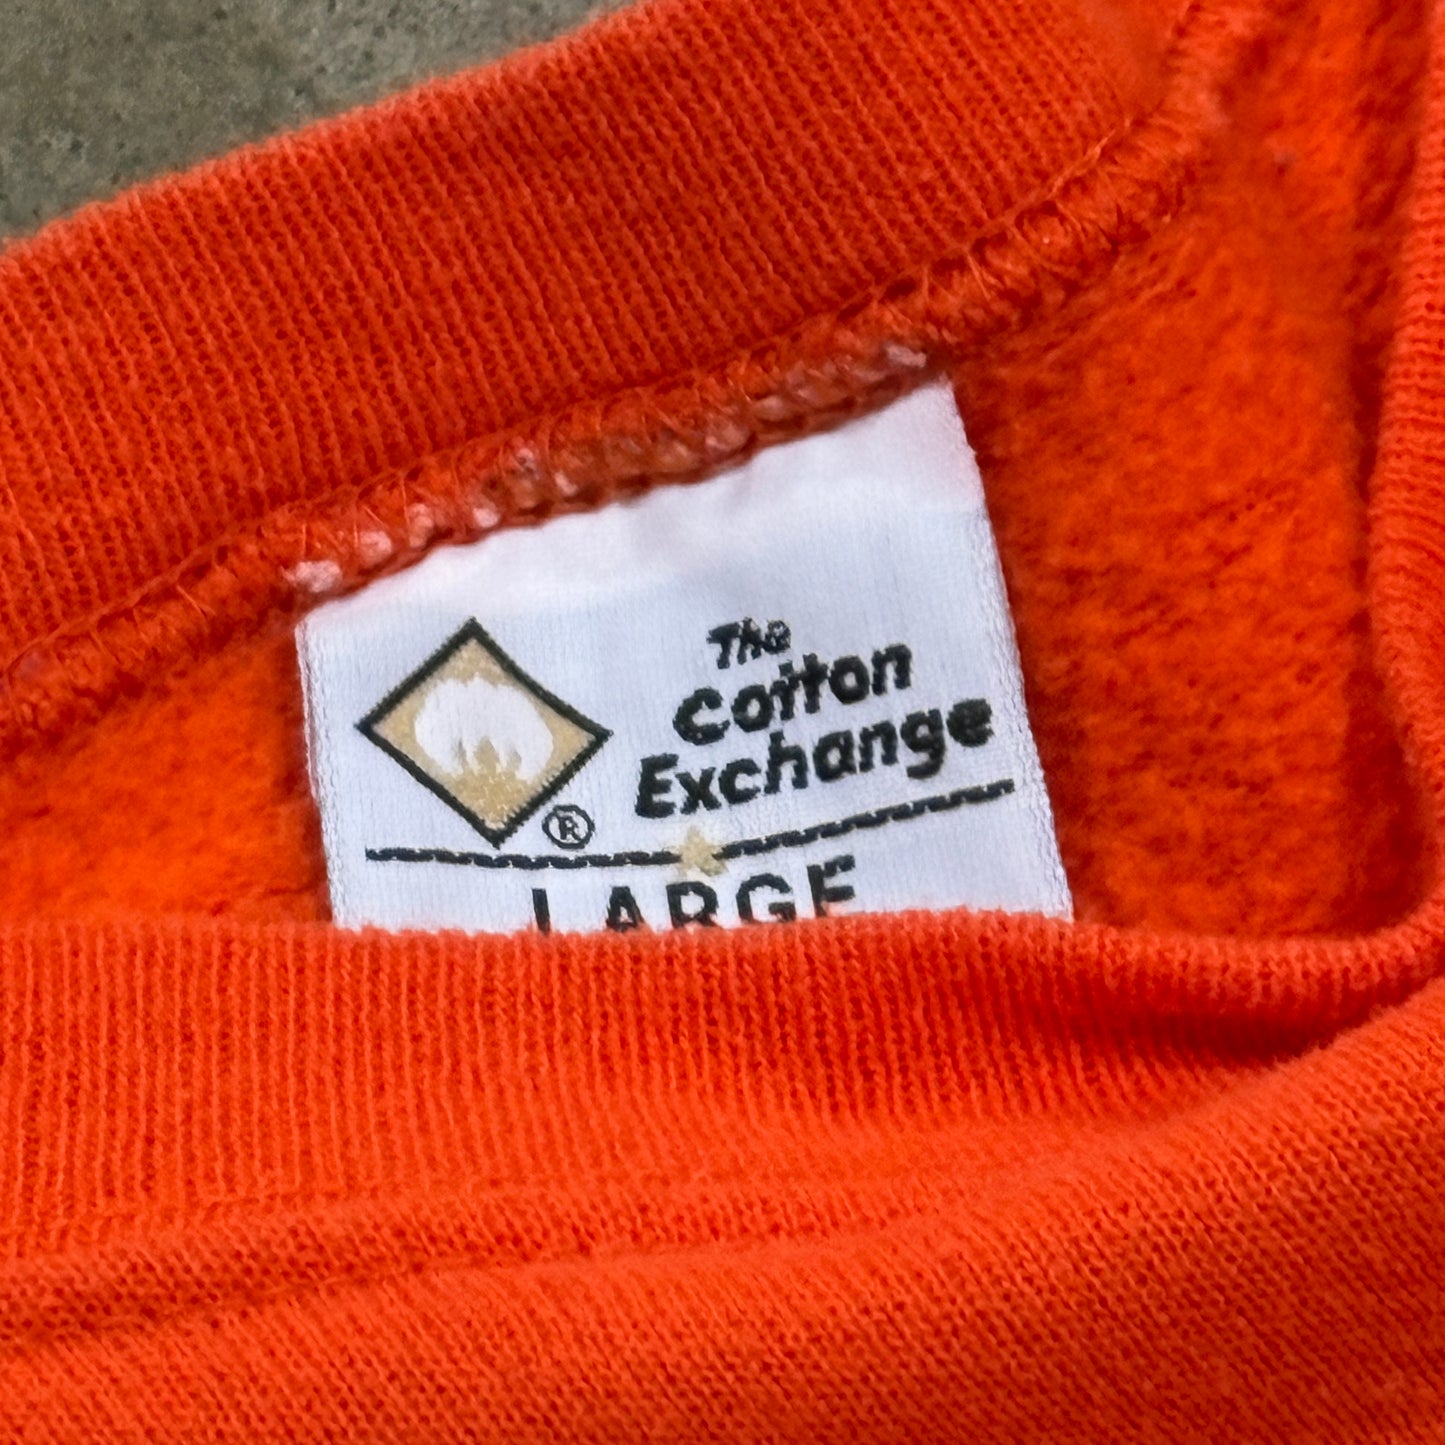 The
Cotton
Exchange
®
LARGE